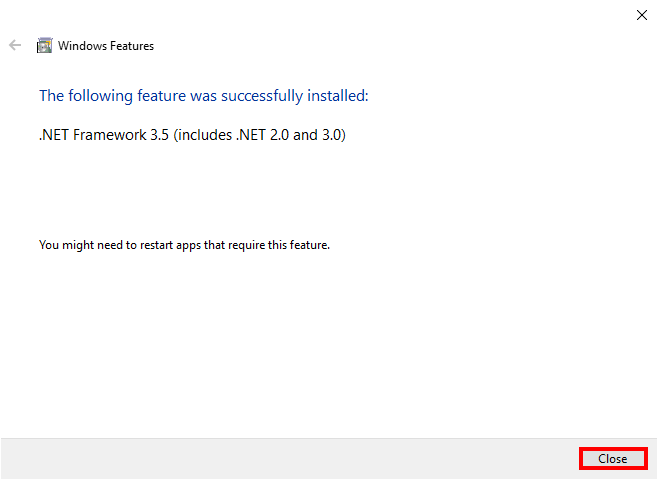 Windows Features
The following feature was successfully installed:
.NET Framework 3.5 (includes .NET 2.0 and 3.0)
You might need to restart apps that require this feature.
Close